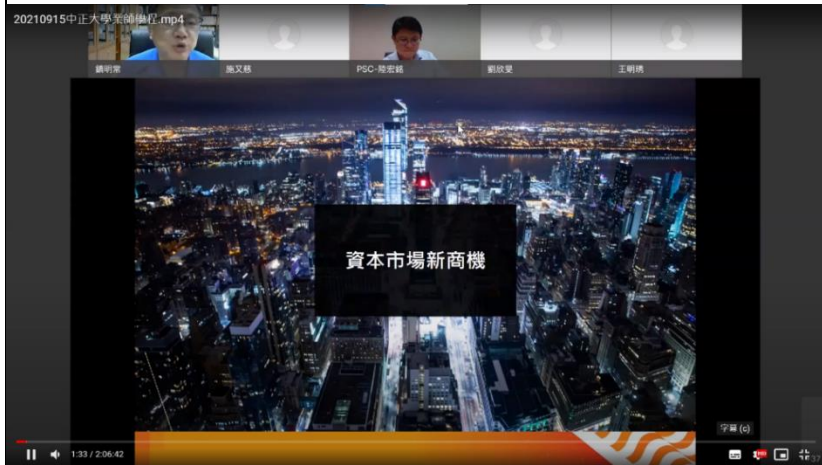 20210915中正大學業師學程.mp4
鎮明常
施又慈
PSC-陸宏銘
劉欣旻
王明琇
資本市場新商機
字幕 (c)
1:33 / 2:06:42